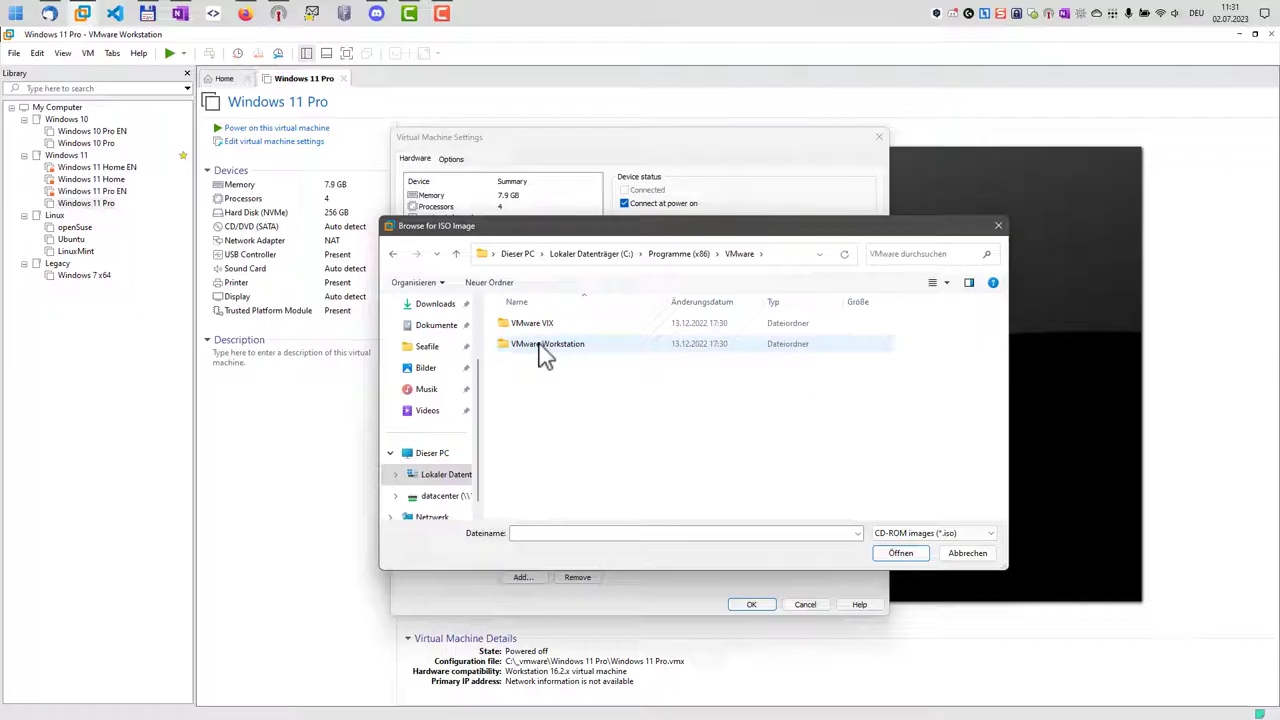 11:31
DEU
02.07.2023
Windows 11 Pro - VMware Workstation
File Edit View VM Tabs Help
Library
Type here to search
My Computer
Windows 10
Windows 10 Pro EN
Windows 10 Pro
Windows 11
Windows 11 Home EN
Windows 11 Home
Windows 11 Pro EN
Windows 11 Pro
Linux
openSuse
Ubuntu
LinuxMint
Legacy
Windows 7 x64
Home
Windows 11 Pro
Windows 11 Pro
Power on this virtual machine
Edit virtual machine settings
Devices
Memory 7.9 GB
Processors 4
Hard Disk (NVMe) 256 GB
CD/DVD (SATA) Auto detect
Network Adapter NAT
USB Controller Present
Sound Card Auto detect
Printer Present
Display Auto detect
Trusted Platform Module Present
Description
Type here to enter a description of this virtual
machine.
Virtual Machine Settings
Hardware Options
Device Summary
Memory 7.9 GB
Processors 4
Device status
Connected
Connect at power on
Browse for ISO Image
Dieser PC Lokaler Datenträger (C:) Programme (x86) VMware
VMware durchsuchen
Organisieren Neuer Ordner
Downloads
Dokumente
Seafile
Bilder
Musik
Videos
Dieser PC
Lokaler Datent
datacenter (\\
Netzwerk
Name Änderungsdatum Typ Größe
VMware VIX 13.12.2022 17:30 Dateiordner
VMware Workstation 13.12.2022 17:30 Dateiordner
Dateiname:
CD-ROM images (*.iso)
Öffnen Abbrechen
Add... Remove
OK Cancel Help
Virtual Machine Details
State: Powered off
Configuration file: C:\_vmware\Windows 11 Pro\Windows 11 Pro.vmx
Hardware compatibility: Workstation 16.2.x virtual machine
Primary IP address: Network information is not available